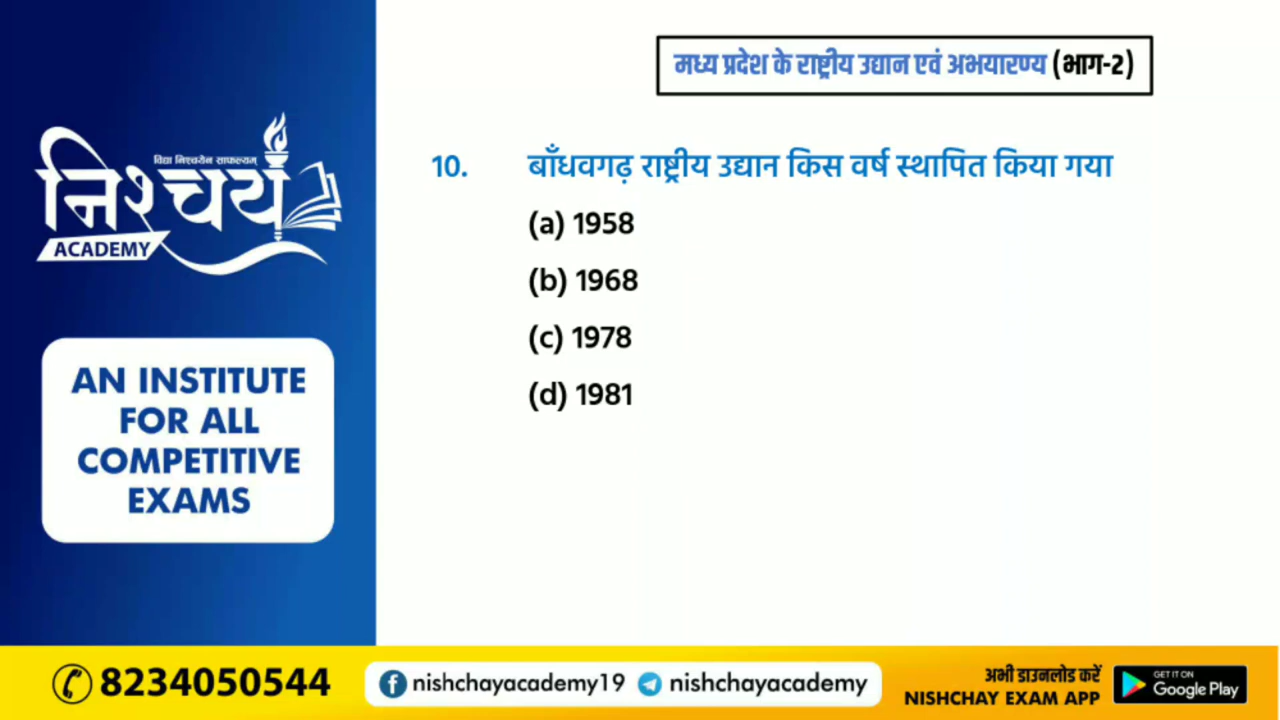 मध्य प्रदेश के राष्ट्रीय उद्यान एवं अभयारण्य (भाग-2)
विद्या निश्चयेन साफल्यम्
निश्चय
ACADEMY
AN INSTITUTE
FOR ALL
COMPETITIVE
EXAMS
10. बाँधवगढ़ राष्ट्रीय उद्यान किस वर्ष स्थापित किया गया
(a) 1958
(b) 1968
(c) 1978
(d) 1981
8234050544
nishchayacademy19
nishchayacademy
अभी डाउनलोड करें
NISHCHAY EXAM APP
GET IT ON
Google Play